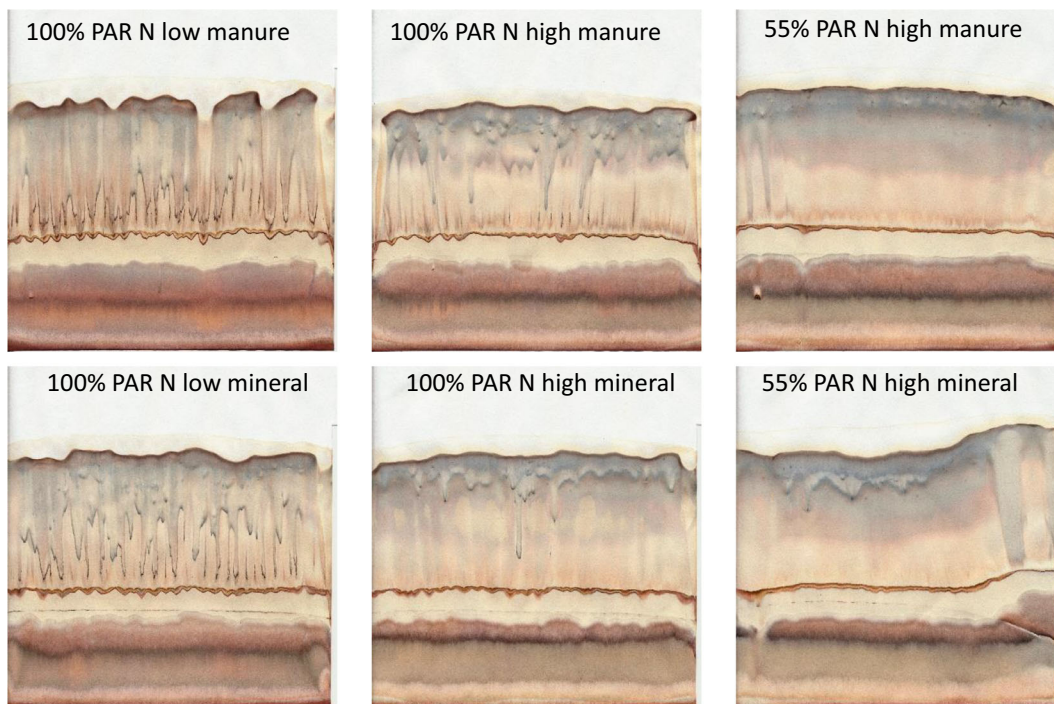 100% PAR N low manure
100% PAR N high manure
55% PAR N high manure
100% PAR N low mineral
100% PAR N high mineral
55% PAR N high mineral